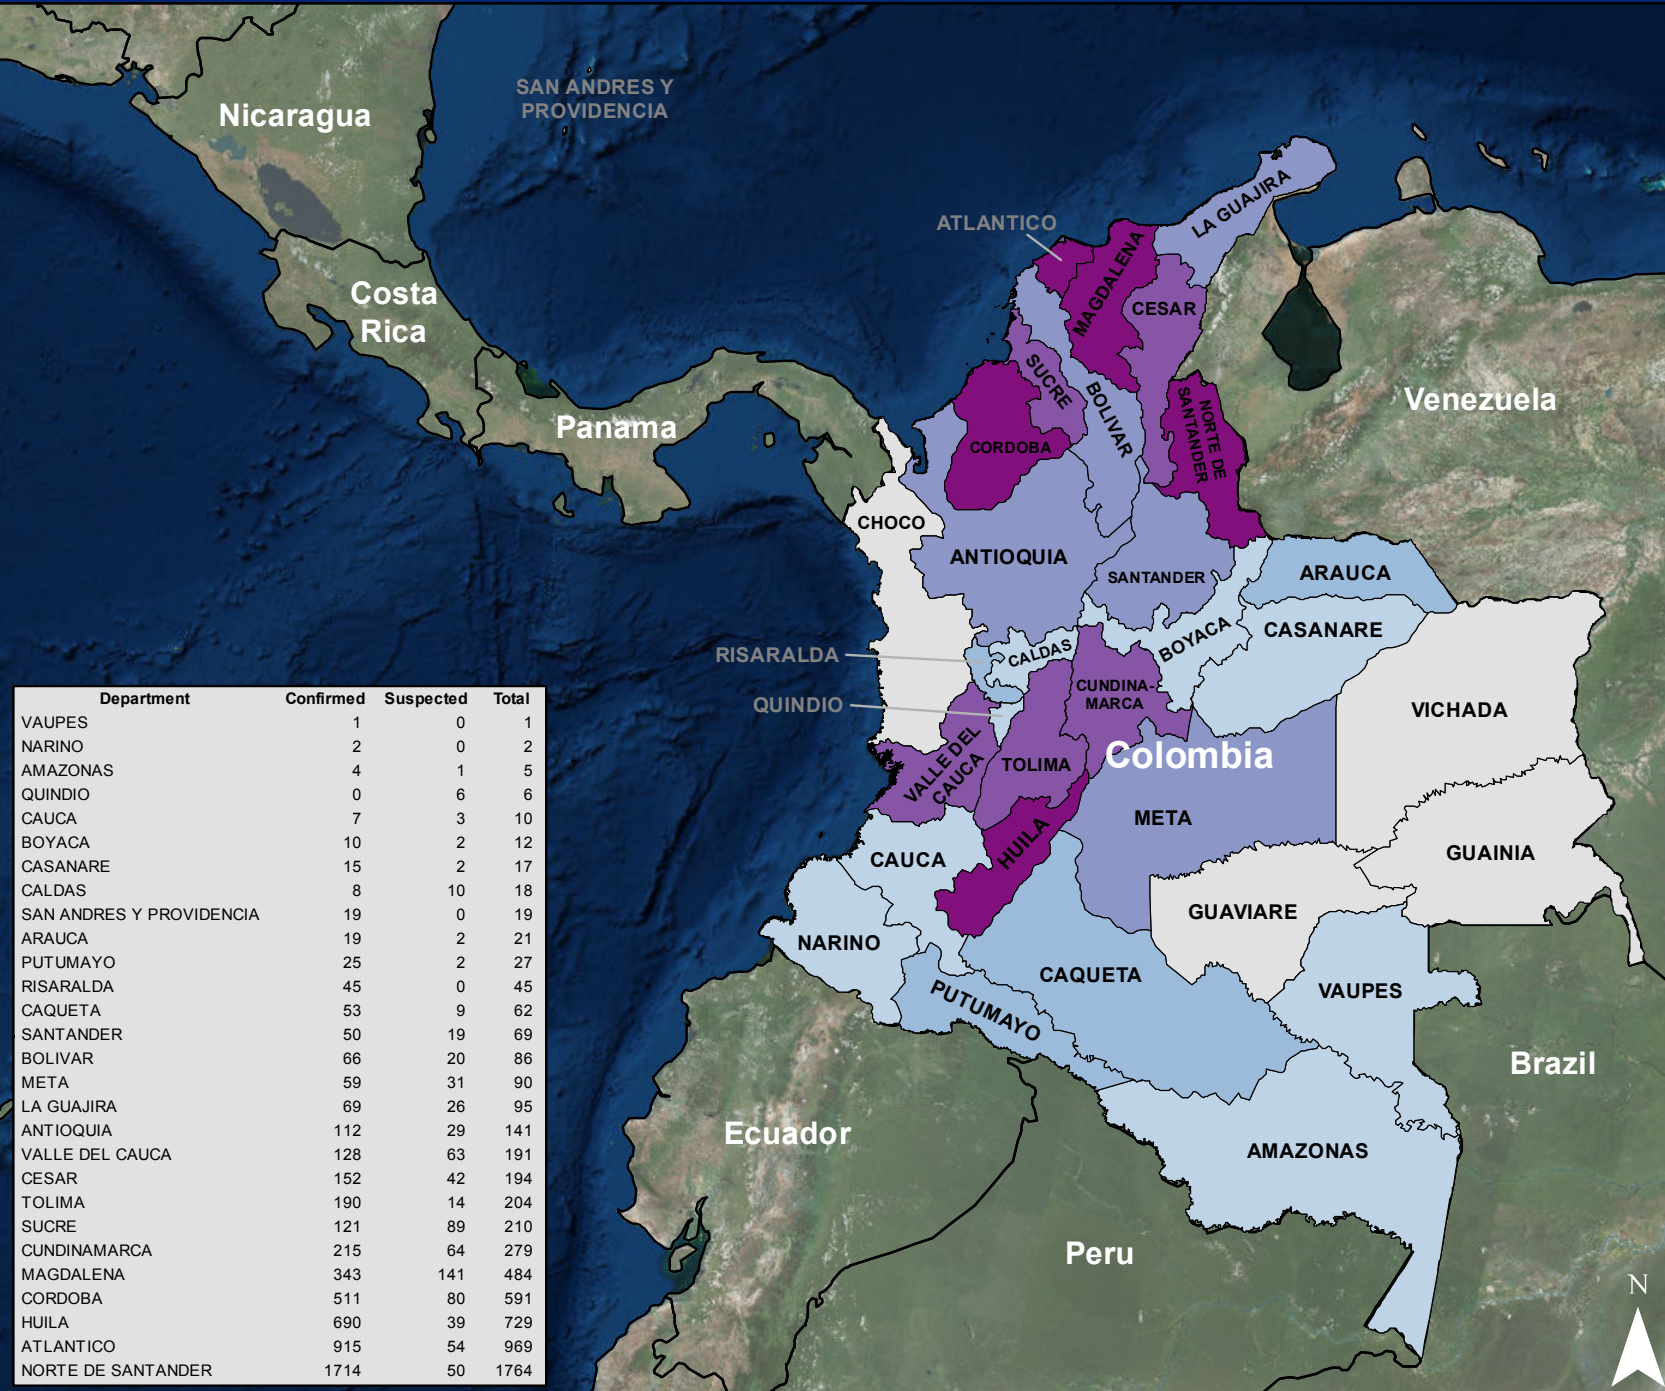 SAN ANDRES Y
PROVIDENCIA
Nicaragua
LA GUAJIRA
ATLANTICO
MAGDALENA
Costa
Rica
CESAR
SUCRE
BOLIVAR
NORTE DE
SANTANDER
Venezuela
Panama
CORDOBA
CHOCO
ANTIOQUIA
SANTANDER
ARAUCA
BOYACA
CASANARE
RISARALDA
CALDAS
QUINDIO
CUNDINA-
MARCA
VICHADA
VALLE DEL
CAUCA
TOLIMA
Colombia
META
HUILA
CAUCA
GUAINIA
GUAVIARE
NARINO
CAQUETA
PUTUMAYO
VAUPES
Brazil
Ecuador
AMAZONAS
Peru
N
Department Confirmed Suspected Total
VAUPES 1 0 1
NARINO 2 0 2
AMAZONAS 4 1 5
QUINDIO 0 6 6
CAUCA 7 3 10
BOYACA 10 2 12
CASANARE 15 2 17
CALDAS 8 10 18
SAN ANDRES Y PROVIDENCIA 19 0 19
ARAUCA 19 2 21
PUTUMAYO 25 2 27
RISARALDA 45 0 45
CAQUETA 53 9 62
SANTANDER 50 19 69
BOLIVAR 66 20 86
META 59 31 90
LA GUAJIRA 69 26 95
ANTIOQUIA 112 29 141
VALLE DEL CAUCA 128 63 191
CESAR 152 42 194
TOLIMA 190 14 204
SUCRE 121 89 210
CUNDINAMARCA 215 64 279
MAGDALENA 343 141 484
CORDOBA 511 80 591
HUILA 690 39 729
ATLANTICO 915 54 969
NORTE DE SANTANDER 1714 50 1764